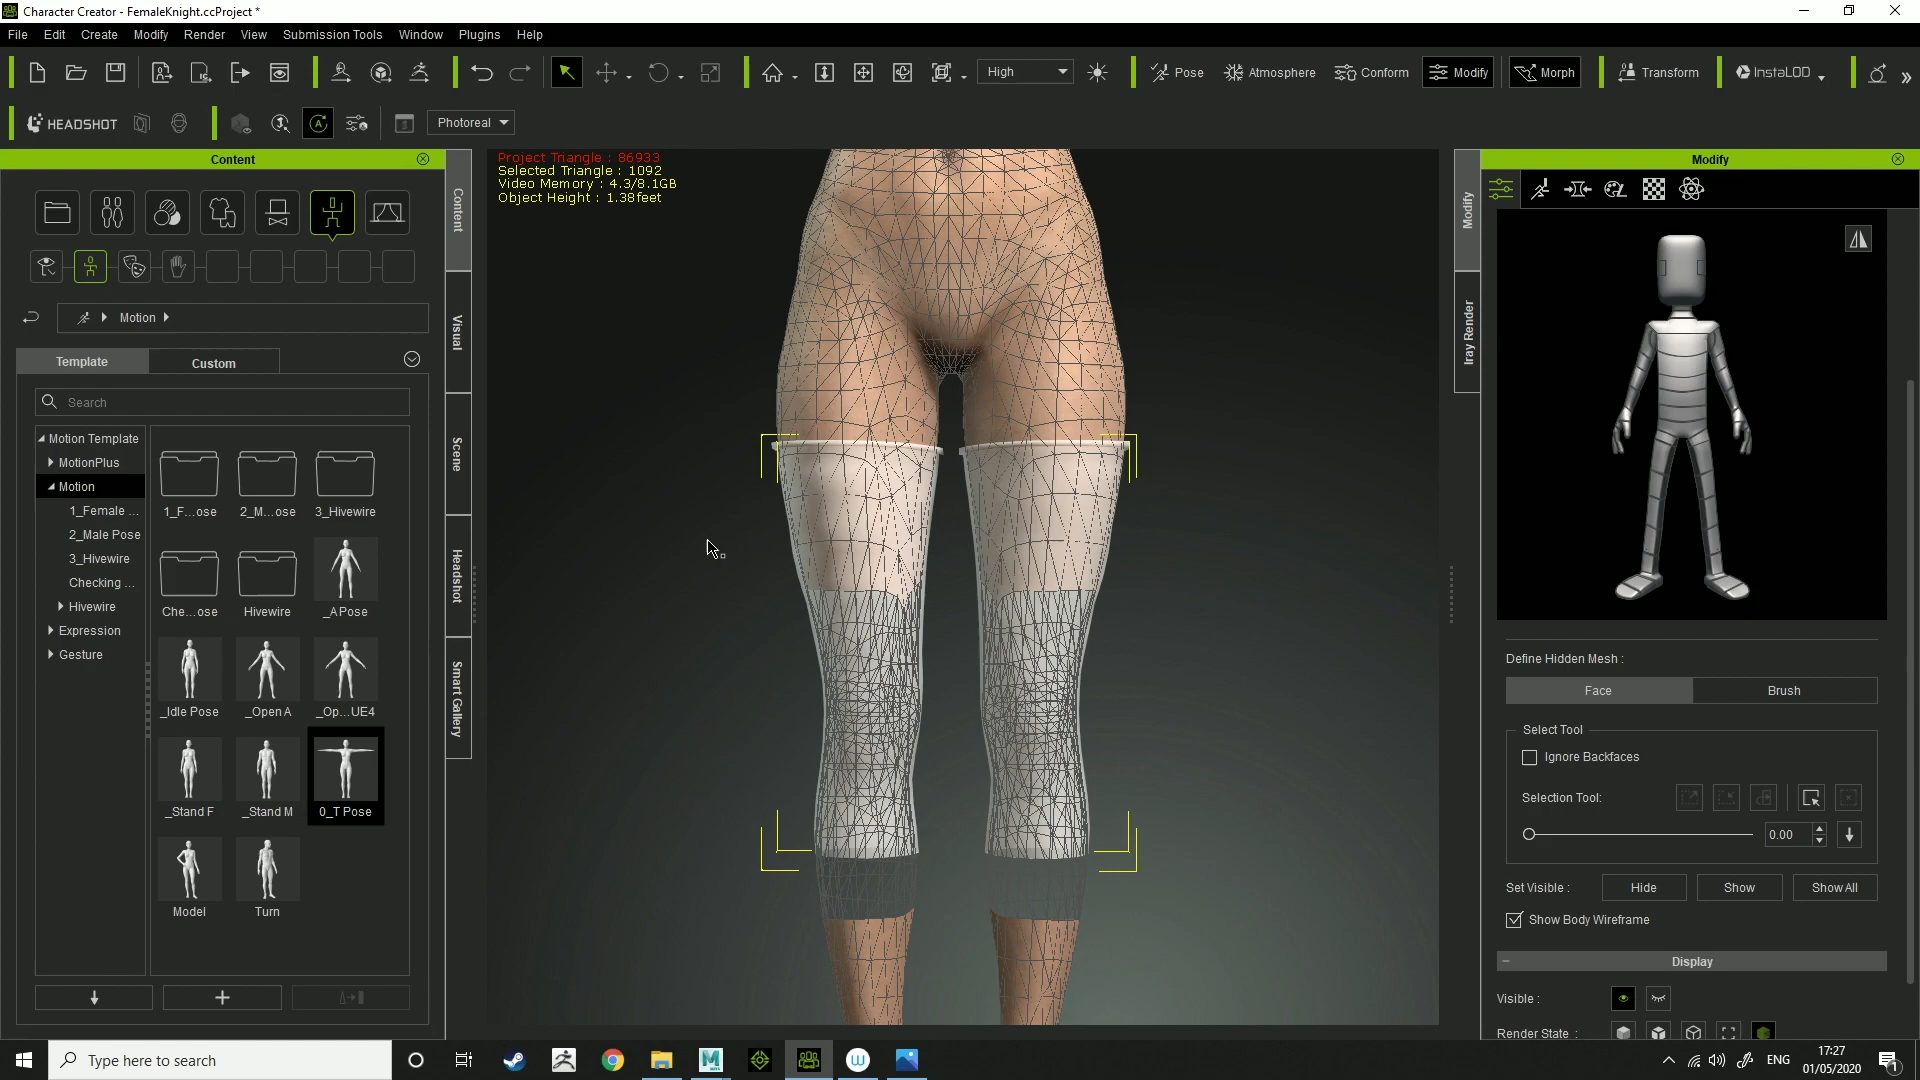 Character Creator - FemaleKnight.ccProject *
File Edit Create Modify Render View Submission Tools Window Plugins Help
High Pose Atmosphere Conform Modify Morph Transform InstaLOD
HEADSHOT Photoreal
Content
Project Triangle : 86933
Selected Triangle : 1092
Video Memory : 4.3/8.1GB
Object Height : 1.38feet
Motion
Template Custom
Search
Motion Template
MotionPlus
Motion
1_Female ...
2_Male Pose
3_Hivewire
Checking ...
Hivewire
Expression
Gesture
1_F...ose 2_M...ose 3_Hivewire
Che...ose Hivewire _A Pose
_Idle Pose _Open A _Op...UE4
_Stand F _Stand M 0_T Pose
Model Turn
Content
Visual
Scene
Headshot
Smart Gallery
Modify
Iray Render
Modify
Define Hidden Mesh :
Face Brush
Select Tool
Ignore Backfaces
Selection Tool:
0.00
Set Visible : Hide Show Show All
Show Body Wireframe
Display
Visible :
Render State :
Type here to search
ENG
17:27
01/05/2020
1